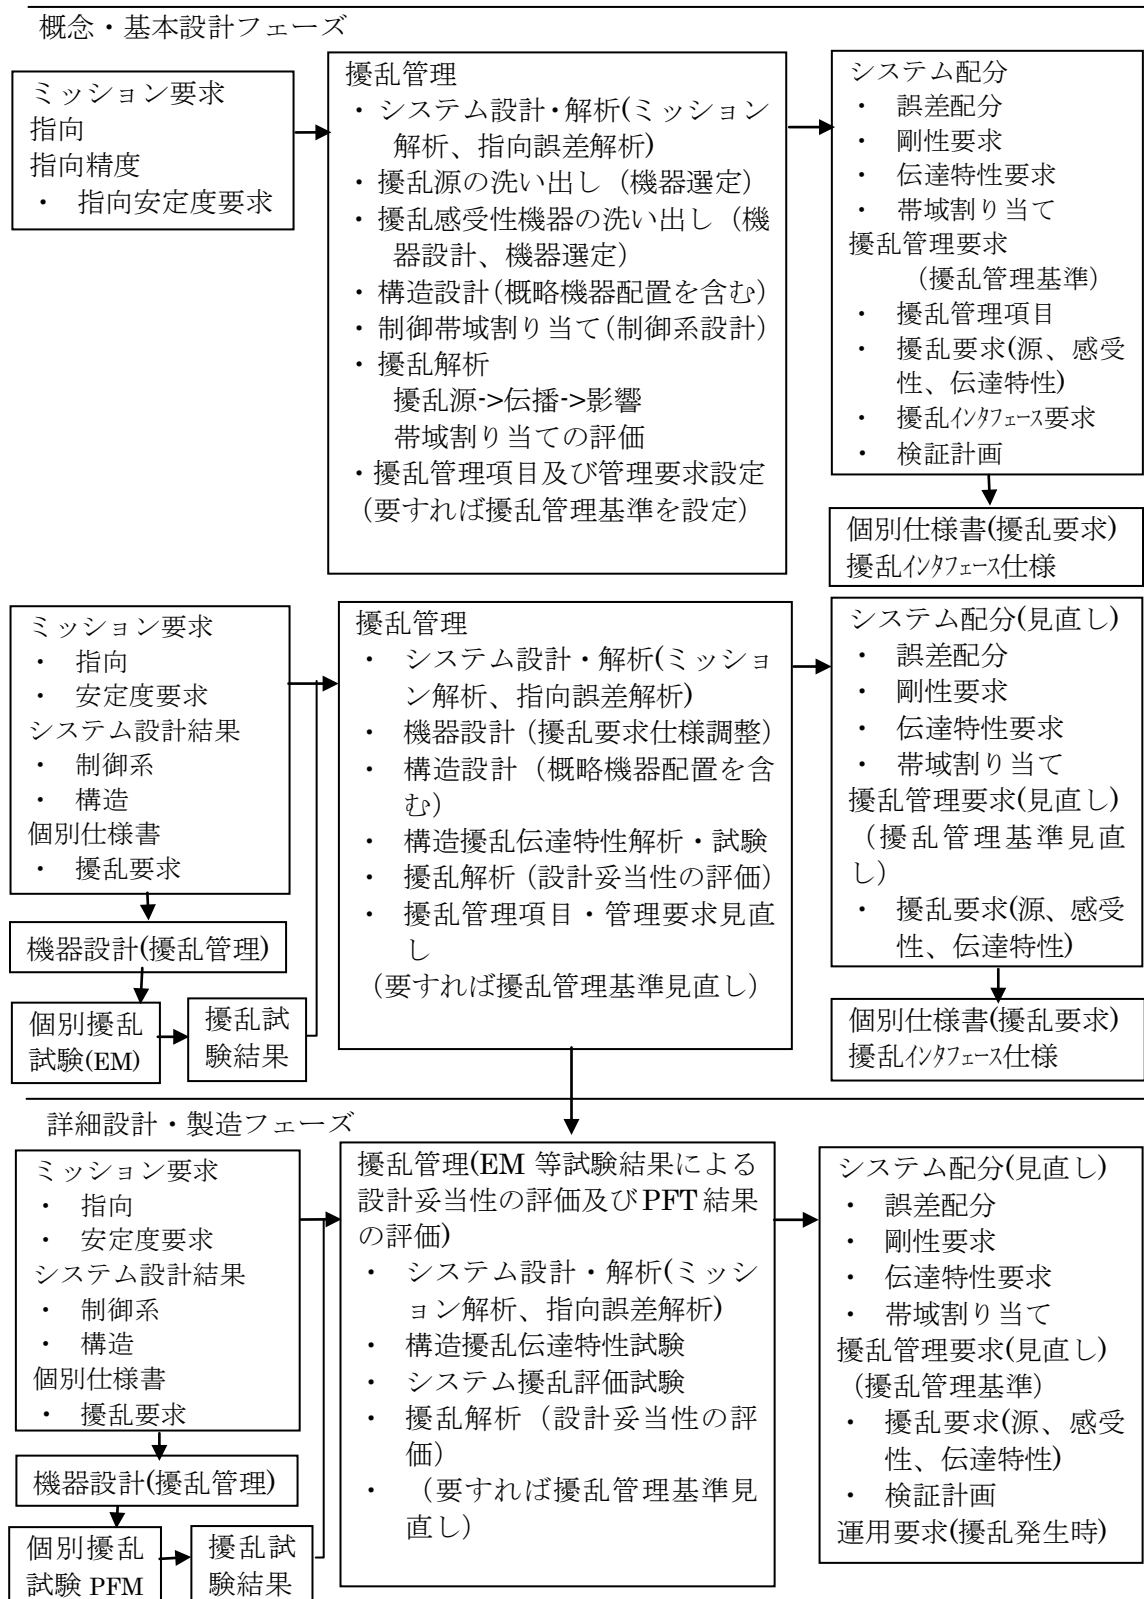 概念・基本設計フェーズ
ミッション要求
指向
指向精度
・ 指向安定度要求
擾乱管理
・システム設計・解析(ミッション
解析、指向誤差解析)
・擾乱源の洗い出し（機器選定）
・擾乱感受性機器の洗い出し（機
器設計、機器選定）
・構造設計（概略機器配置を含む）
・制御帯域割り当て（制御系設計）
・擾乱解析
擾乱源->伝播->影響
帯域割り当ての評価
・擾乱管理項目及び管理要求設定
（要すれば擾乱管理基準を設定）
システム配分
・ 誤差配分
・ 剛性要求
・ 伝達特性要求
・ 帯域割り当て
擾乱管理要求
（擾乱管理基準）
・ 擾乱管理項目
・ 擾乱要求(源、感受
性、伝達特性)
・ 擾乱ｲﾝﾀﾌｪｰｽ要求
・ 検証計画
個別仕様書(擾乱要求)
擾乱ｲﾝﾀﾌｪｰｽ仕様
ミッション要求
・ 指向
・ 安定度要求
システム設計結果
・ 制御系
・ 構造
個別仕様書
・ 擾乱要求
機器設計(擾乱管理)
個別擾乱
試験(EM)
擾乱試
験結果
擾乱管理
・ システム設計・解析(ミッショ
ン解析、指向誤差解析)
・ 機器設計（擾乱要求仕様調整）
・ 構造設計（概略機器配置を含
む）
・ 構造擾乱伝達特性解析・試験
・ 擾乱解析（設計妥当性の評価）
・ 擾乱管理項目・管理要求見直
し
（要すれば擾乱管理基準見直し）
システム配分(見直し)
・ 誤差配分
・ 剛性要求
・ 伝達特性要求
・ 帯域割り当て
擾乱管理要求(見直し)
（擾乱管理基準見直
し）
・ 擾乱要求(源、感受
性、伝達特性)
個別仕様書(擾乱要求)
擾乱ｲﾝﾀﾌｪｰｽ仕様
詳細設計・製造フェーズ
ミッション要求
・ 指向
・ 安定度要求
システム設計結果
・ 制御系
・ 構造
個別仕様書
・ 擾乱要求
機器設計(擾乱管理)
個別擾乱
試験 PFM
擾乱試
験結果
擾乱管理(EM 等試験結果による
設計妥当性の評価及び PFT 結果
の評価)
・ システム設計・解析(ミッシ
ョン解析、指向誤差解析)
・ 構造擾乱伝達特性試験
・ システム擾乱評価試験
・ 擾乱解析（設計妥当性の評
価）
・ （要すれば擾乱管理基準見
直し）
システム配分(見直し)
・ 誤差配分
・ 剛性要求
・ 伝達特性要求
・ 帯域割り当て
擾乱管理要求(見直し)
（擾乱管理基準）
・ 擾乱要求(源、感受
性、伝達特性)
・ 検証計画
運用要求(擾乱発生時)